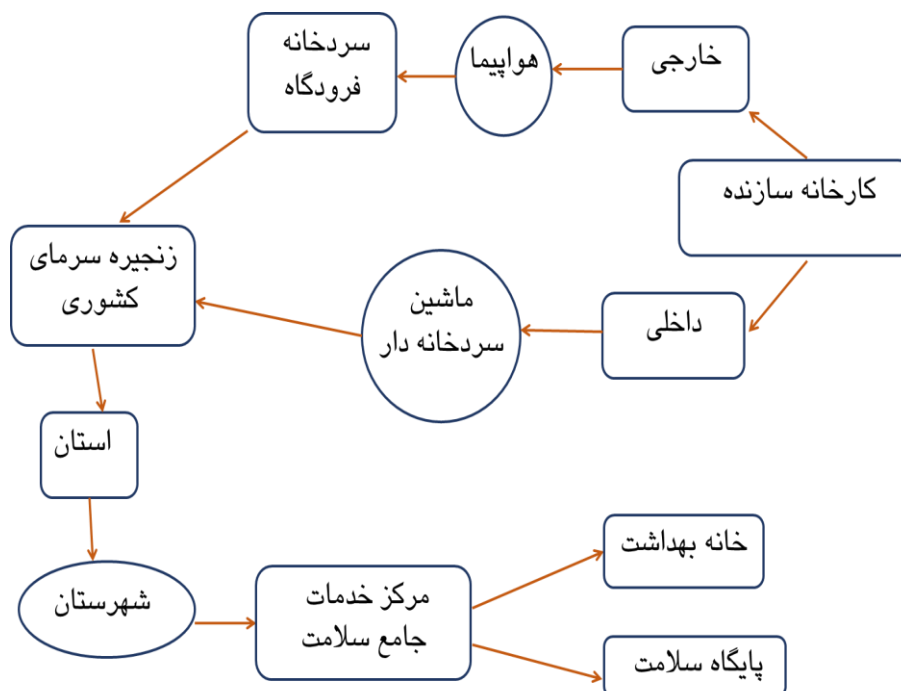 سردخانه
فرودگاه
هواپیما
خارجی
کارخانه سازنده
زنجیره سرمای
کشوری
ماشین
سردخانه دار
داخلی
استان
شهرستان
مرکز خدمات
جامع سلامت
خانه بهداشت
پایگاه سلامت